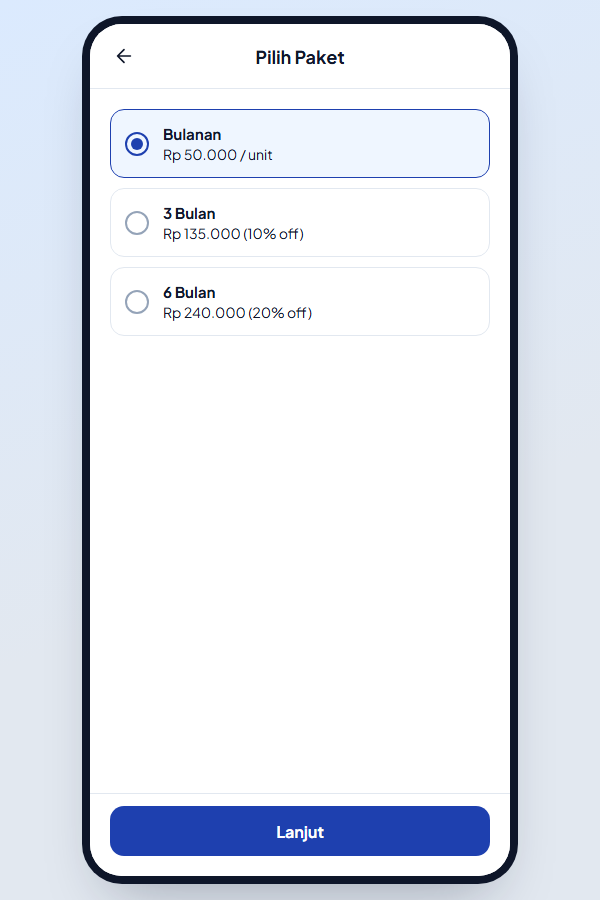 Pilih Paket
Bulanan
Rp 50.000 / unit
3 Bulan
Rp 135.000 (10% off)
6 Bulan
Rp 240.000 (20% off)
Lanjut